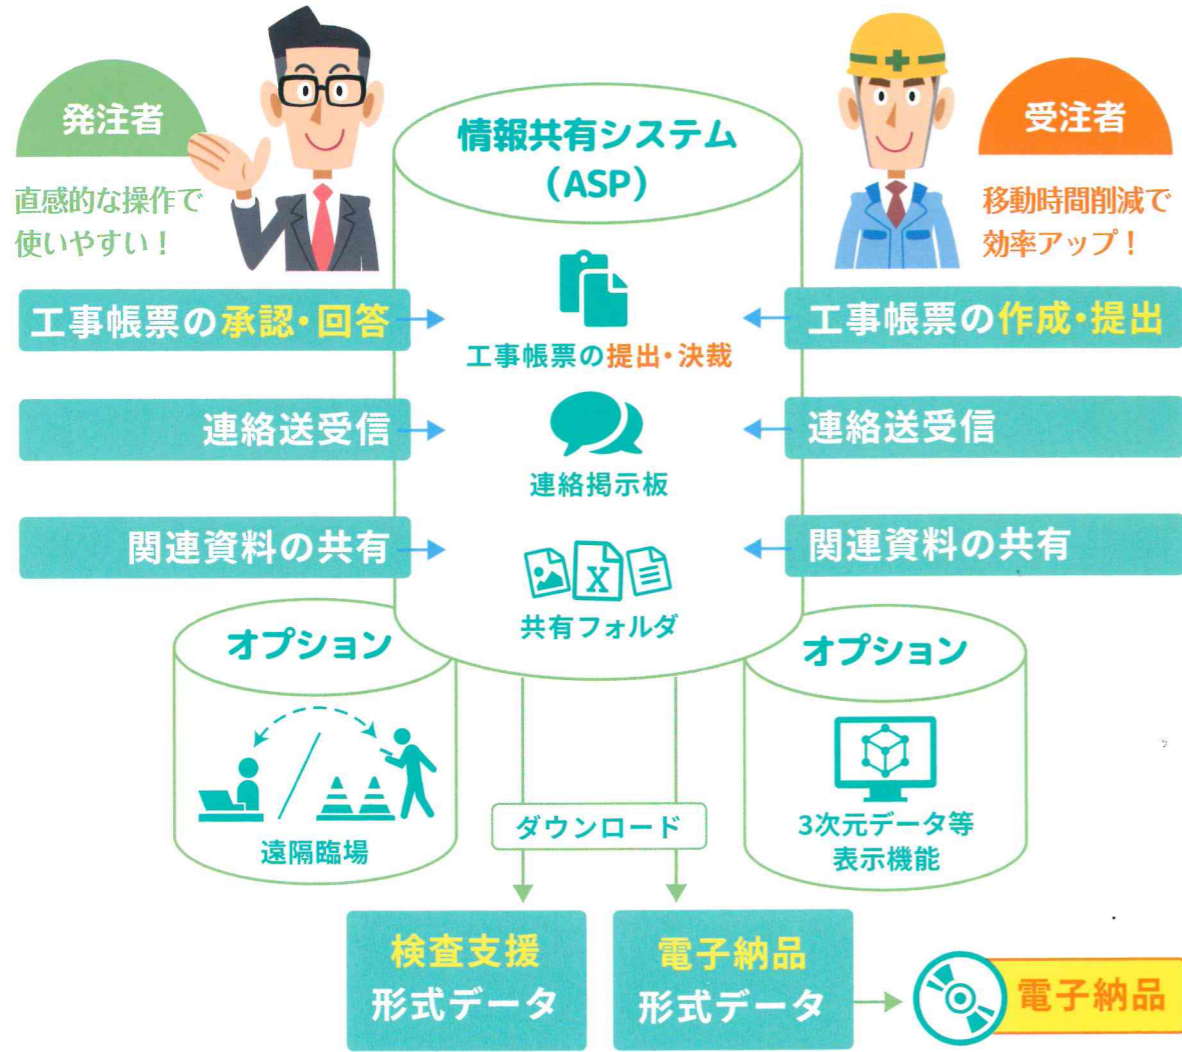 発注者
直感的な操作で
使いやすい！
情報共有システム
（ASP）
受注者
移動時間削減で
効率アップ！
工事帳票の承認・回答
工事帳票の提出・決裁
工事帳票の作成・提出
連絡送受信
連絡掲示板
連絡送受信
関連資料の共有
X
共有フォルダ
関連資料の共有
オプション
遠隔臨場
オプション
3次元データ等
表示機能
ダウンロード
検査支援
形式データ
電子納品
形式データ
電子納品